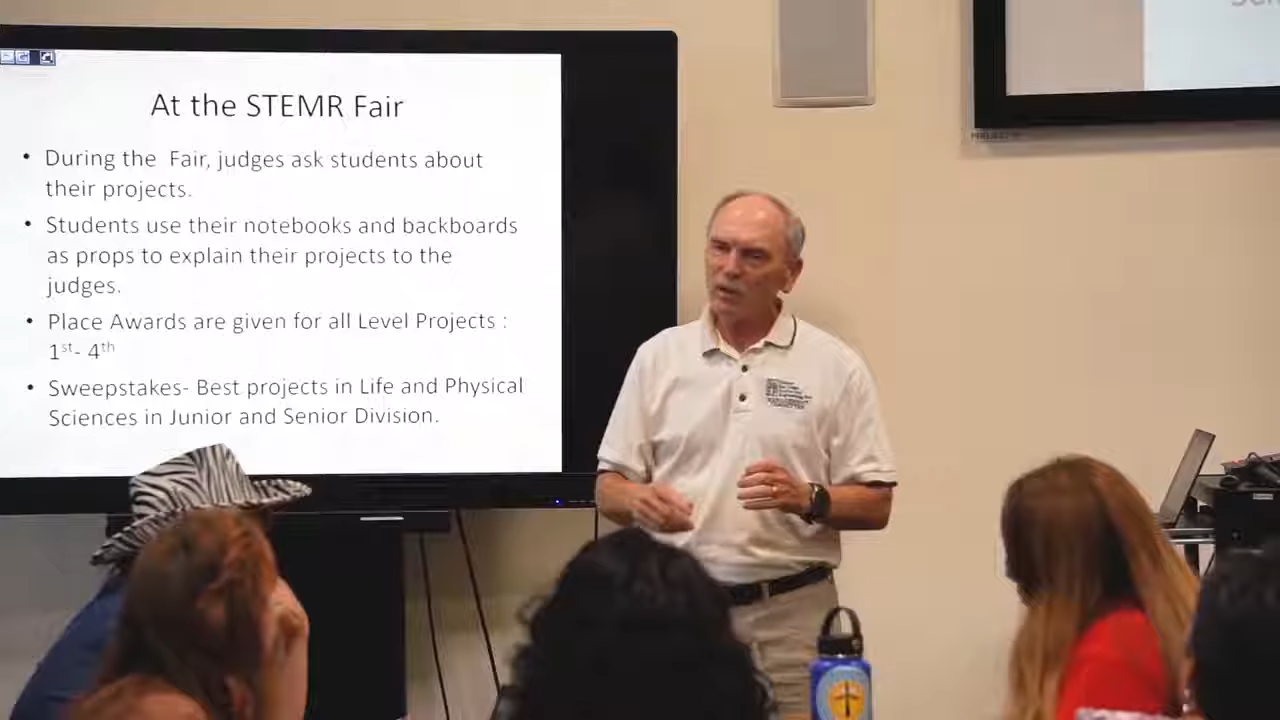 At the STEMR Fair
• During the Fair, judges ask students about
their projects.
• Students use their notebooks and backboards
as props to explain their projects to the
judges.
• Place Awards are given for all Level Projects :
1st- 4th
• Sweepstakes- Best projects in Life and Physical
Sciences in Junior and Senior Division.